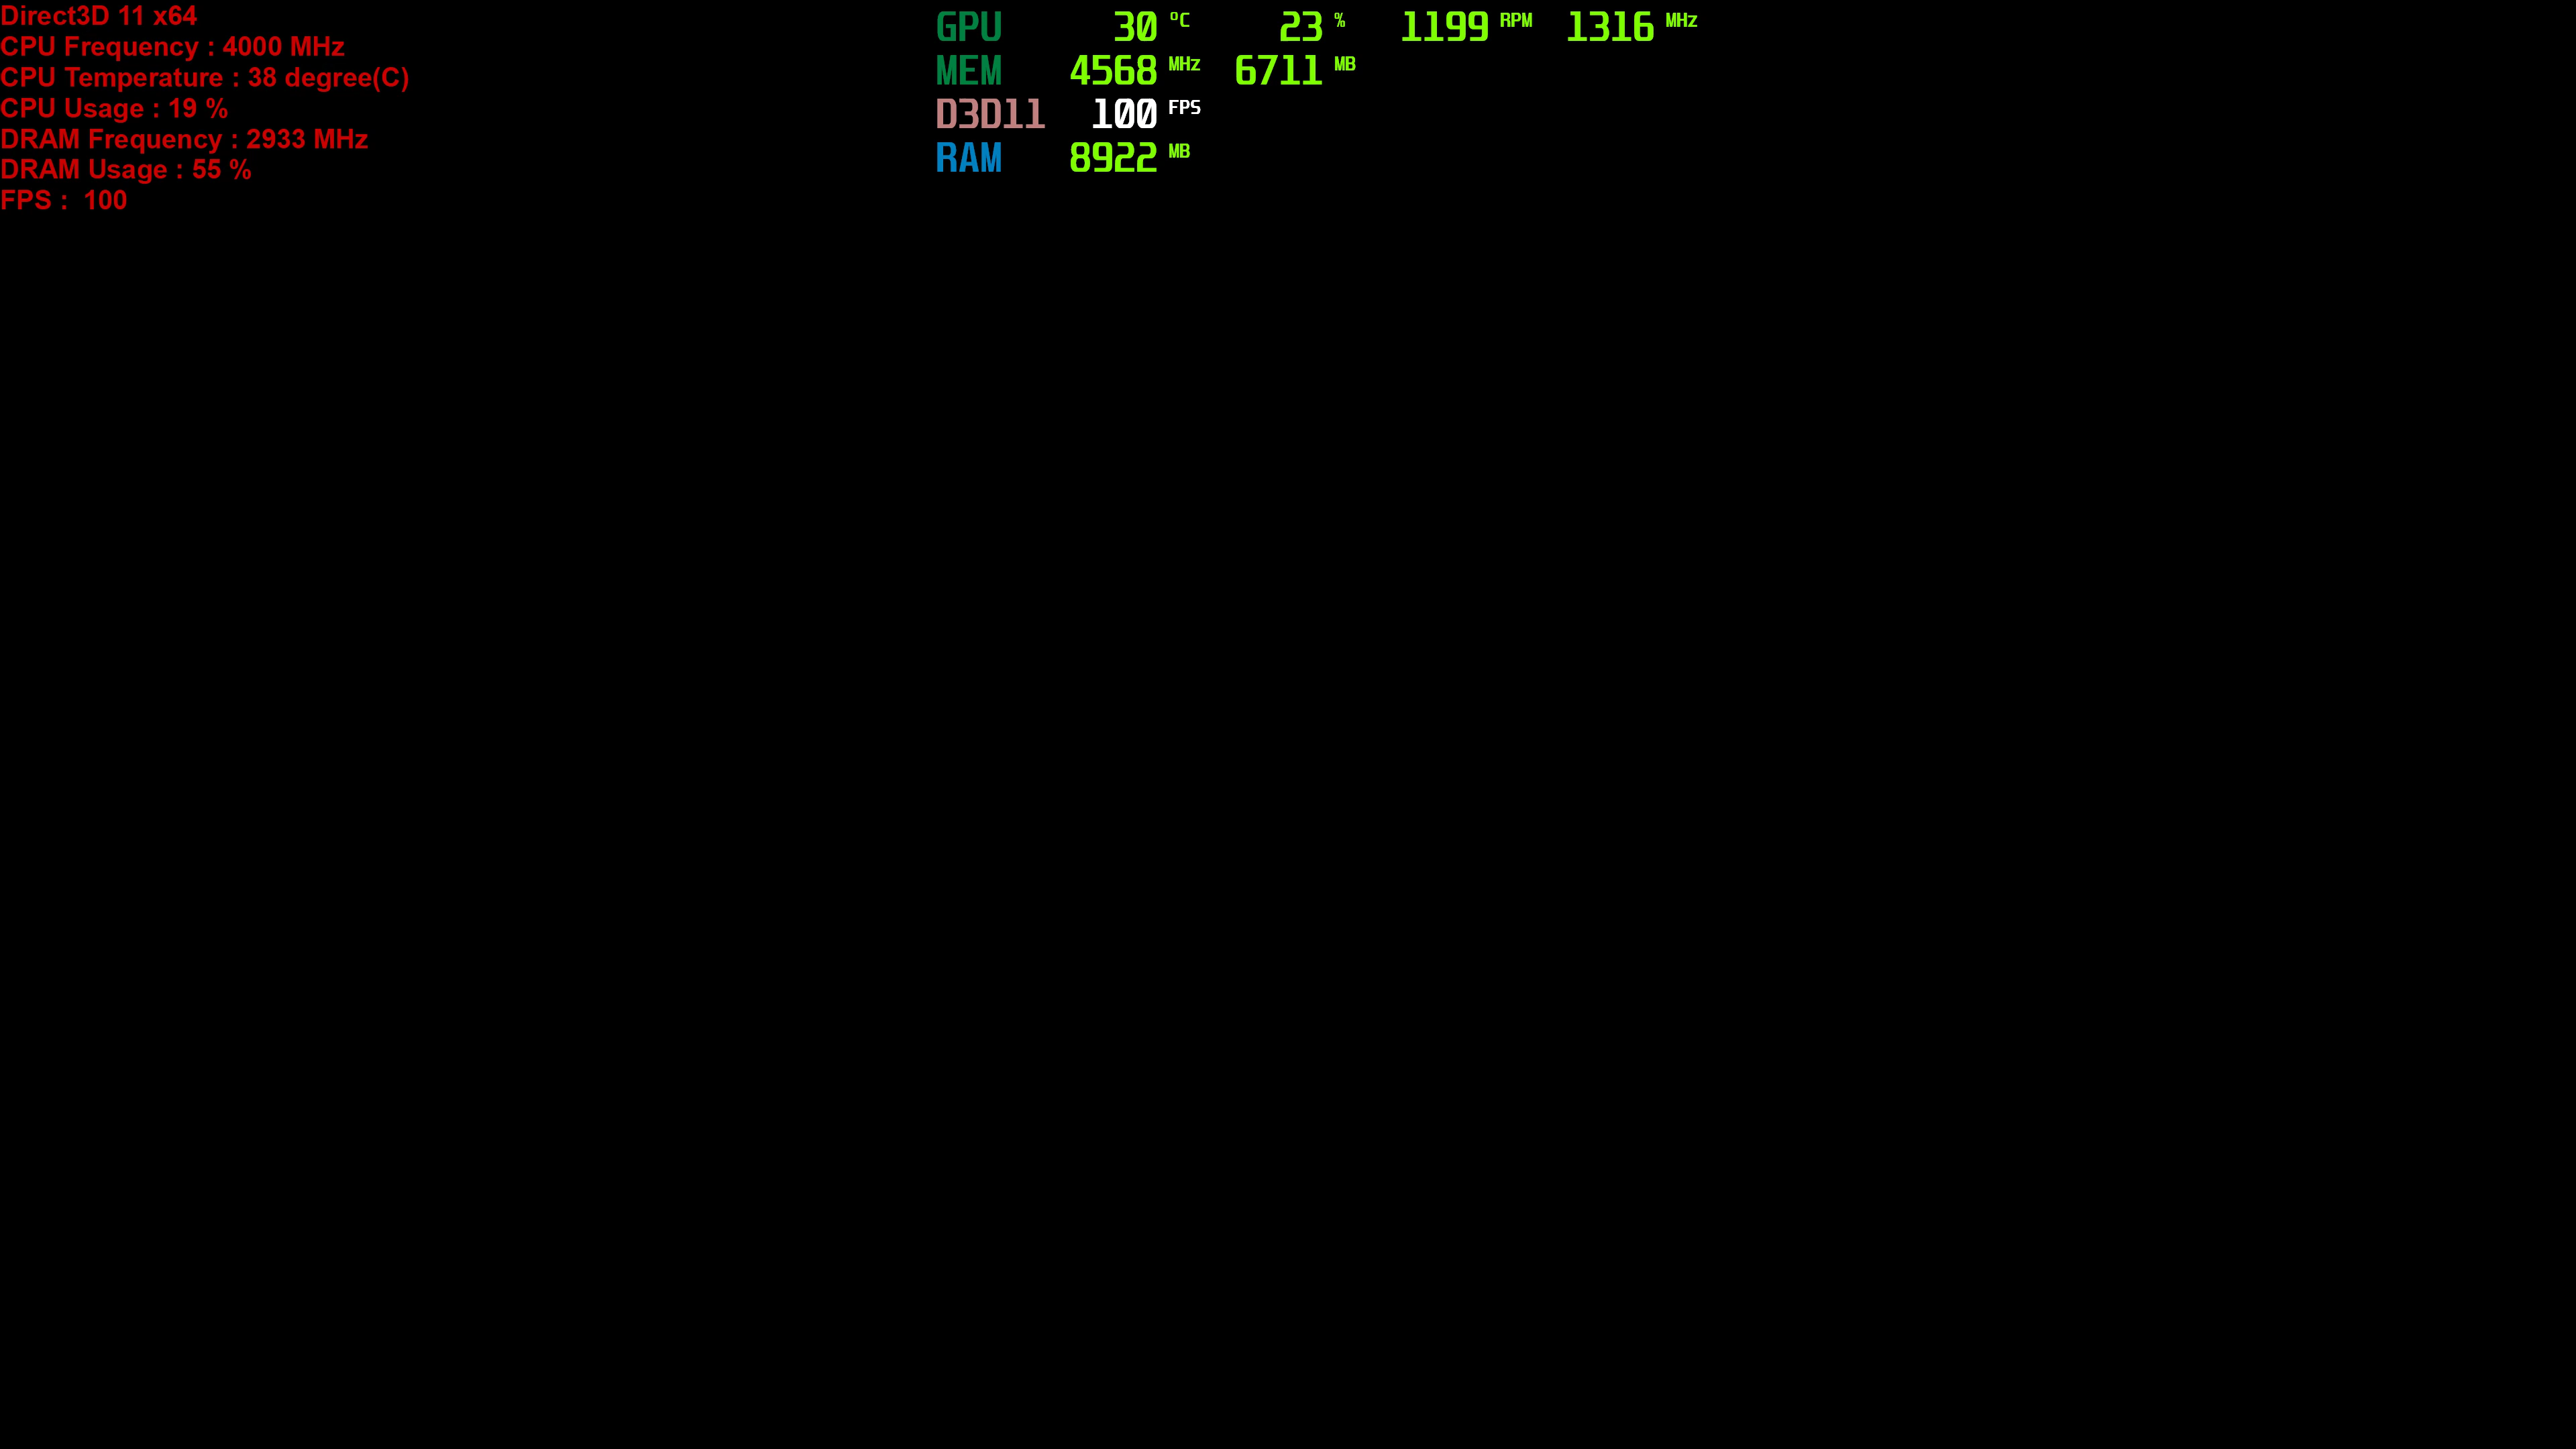 Direct3D 11 x64
CPU Frequency : 4000 MHz
CPU Temperature : 38 degree(C)
CPU Usage : 19 %
DRAM Frequency : 2933 MHz
DRAM Usage : 55 %
FPS :  100
GPU 30 °C 23 % 1199 RPM 1316 MHz
MEM 4568 MHz 6711 MB
D3D11 100 FPS
RAM 8922 MB